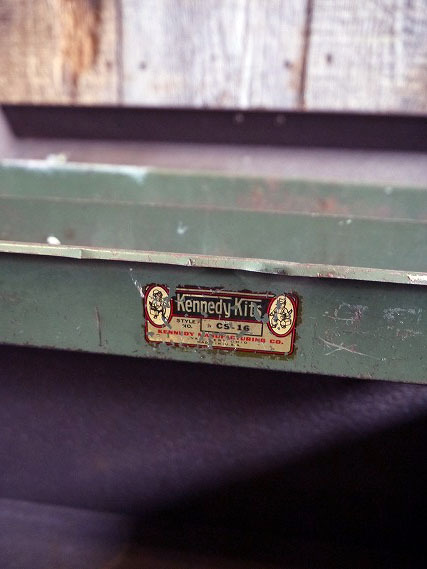 Kennedy-Kits
STYLE NO. CS-16
KENNEDY MANUFACTURING CO.